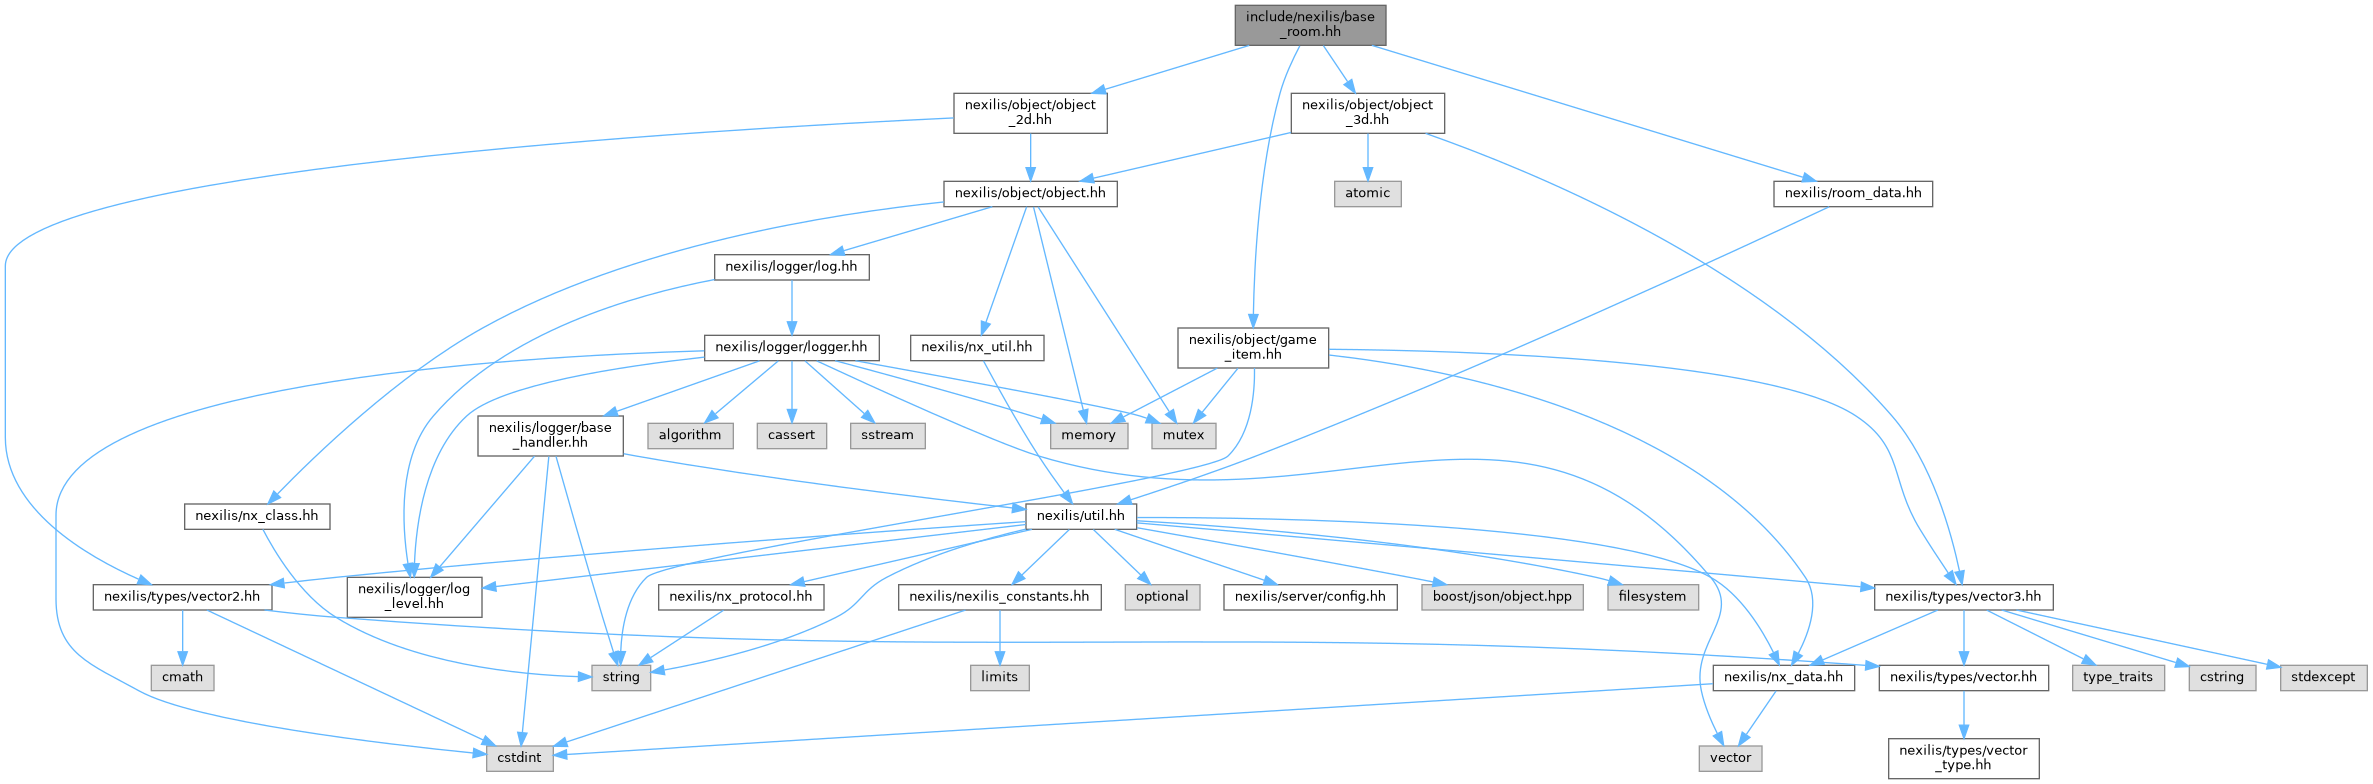 include/nexilis/base
_room.hh
nexilis/object/object
_2d.hh
nexilis/object/object
_3d.hh
nexilis/object/object.hh
atomic
nexilis/room_data.hh
nexilis/logger/log.hh
nexilis/logger/logger.hh
nexilis/nx_util.hh
nexilis/object/game
_item.hh
nexilis/logger/base
_handler.hh
algorithm
cassert
sstream
memory
mutex
nexilis/nx_class.hh
nexilis/util.hh
nexilis/types/vector2.hh
nexilis/logger/log
_level.hh
nexilis/nx_protocol.hh
nexilis/nexilis_constants.hh
optional
nexilis/server/config.hh
boost/json/object.hpp
filesystem
nexilis/types/vector3.hh
cmath
string
limits
nexilis/nx_data.hh
nexilis/types/vector.hh
type_traits
cstring
stdexcept
cstdint
vector
nexilis/types/vector
_type.hh